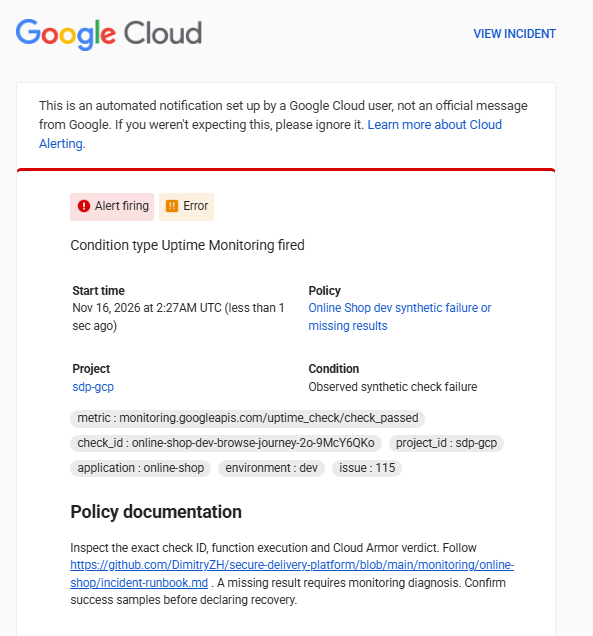 Google Cloud
VIEW INCIDENT
This is an automated notification set up by a Google Cloud user, not an official message
from Google. If you weren't expecting this, please ignore it. Learn more about Cloud
Alerting.
Alert firing
Error
Condition type Uptime Monitoring fired
Start time
Nov 16, 2026 at 2:27AM UTC (less than 1
sec ago)
Policy
Online Shop dev synthetic failure or
missing results
Project
sdp-gcp
Condition
Observed synthetic check failure
metric : monitoring.googleapis.com/uptime_check/check_passed
check_id : online-shop-dev-browse-journey-2o-9McY6QKo
project_id : sdp-gcp
application : online-shop
environment : dev
issue : 115
Policy documentation
Inspect the exact check ID, function execution and Cloud Armor verdict. Follow
https://github.com/DimitryZH/secure-delivery-platform/blob/main/monitoring/online-
shop/incident-runbook.md . A missing result requires monitoring diagnosis. Confirm
success samples before declaring recovery.